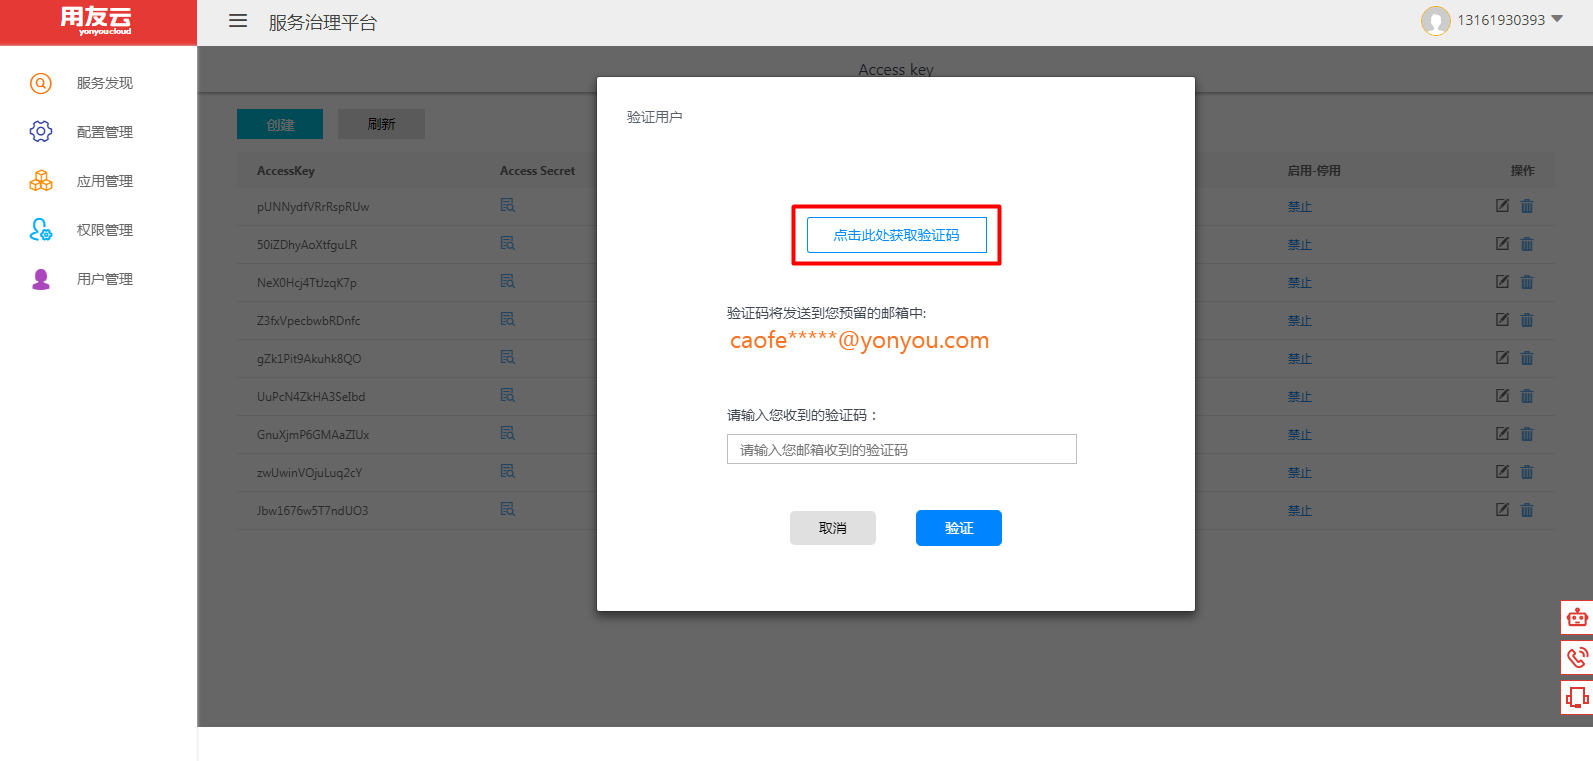 用友云
yonyoucloud
服务治理平台
13161930393
服务发现
配置管理
应用管理
权限管理
用户管理
Access key
创建
刷新
AccessKey
Access Secret
启用-停用
操作
pUNNydfVRrRspRUw
禁止
50iZDhyAoXtfguLR
禁止
NeX0Hcj4TtJzqK7p
禁止
Z3fxVpecbwbRDnfc
禁止
gZk1Pit9Akuhk8QO
禁止
UuPcN4ZkHA3SeIbd
禁止
GnuXjmP6GMAaZIUx
禁止
zwUwinVOjuLuq2cY
禁止
Jbw1676w5T7ndUO3
禁止
验证用户
点击此处获取验证码
验证码将发送到您预留的邮箱中:
caofe*****@yonyou.com
请输入您收到的验证码：
请输入您邮箱收到的验证码
取消
验证